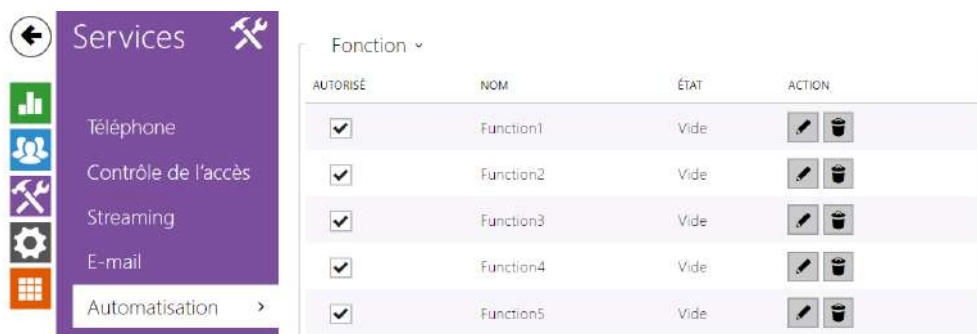 Services
Téléphone
Contrôle de l'accès
Streaming
E-mail
Automatisation
Fonction
AUTORISÉ NOM ÉTAT ACTION
Function1 Vide
Function2 Vide
Function3 Vide
Function4 Vide
Function5 Vide